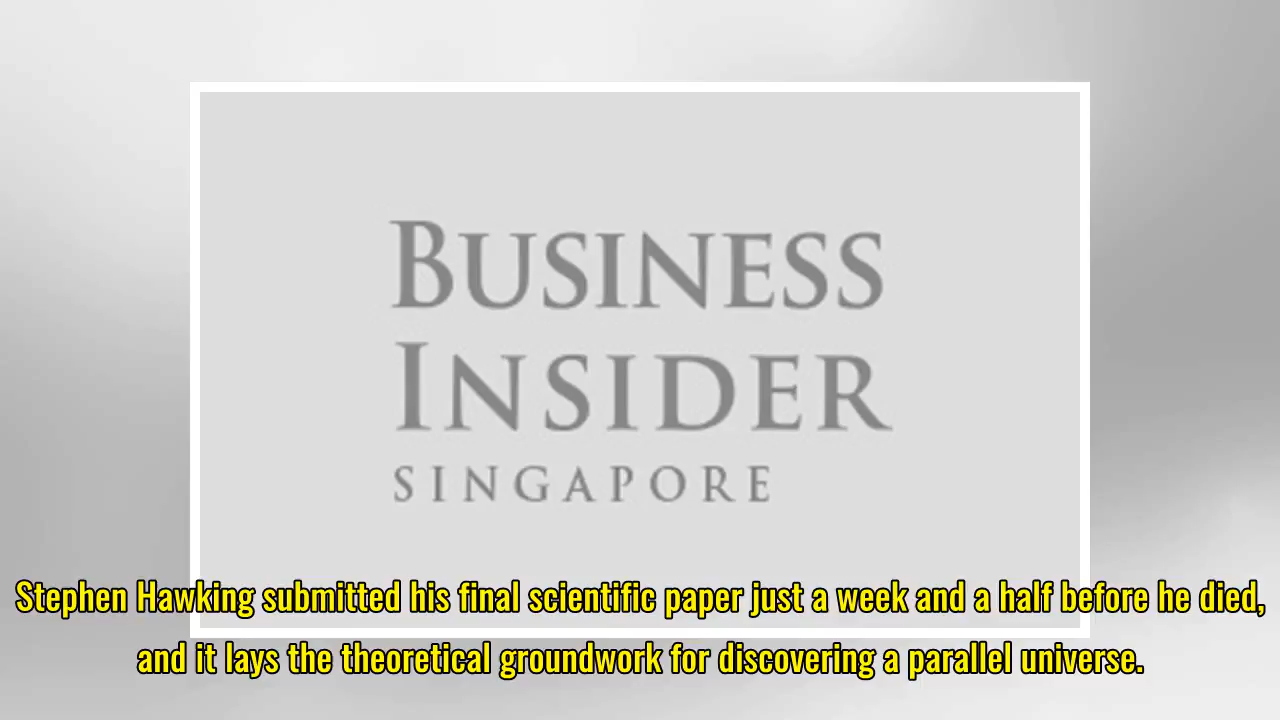 BUSINESS
INSIDER
SINGAPORE
Stephen Hawking submitted his final scientific paper just a week and a half before he died,
and it lays the theoretical groundwork for discovering a parallel universe.